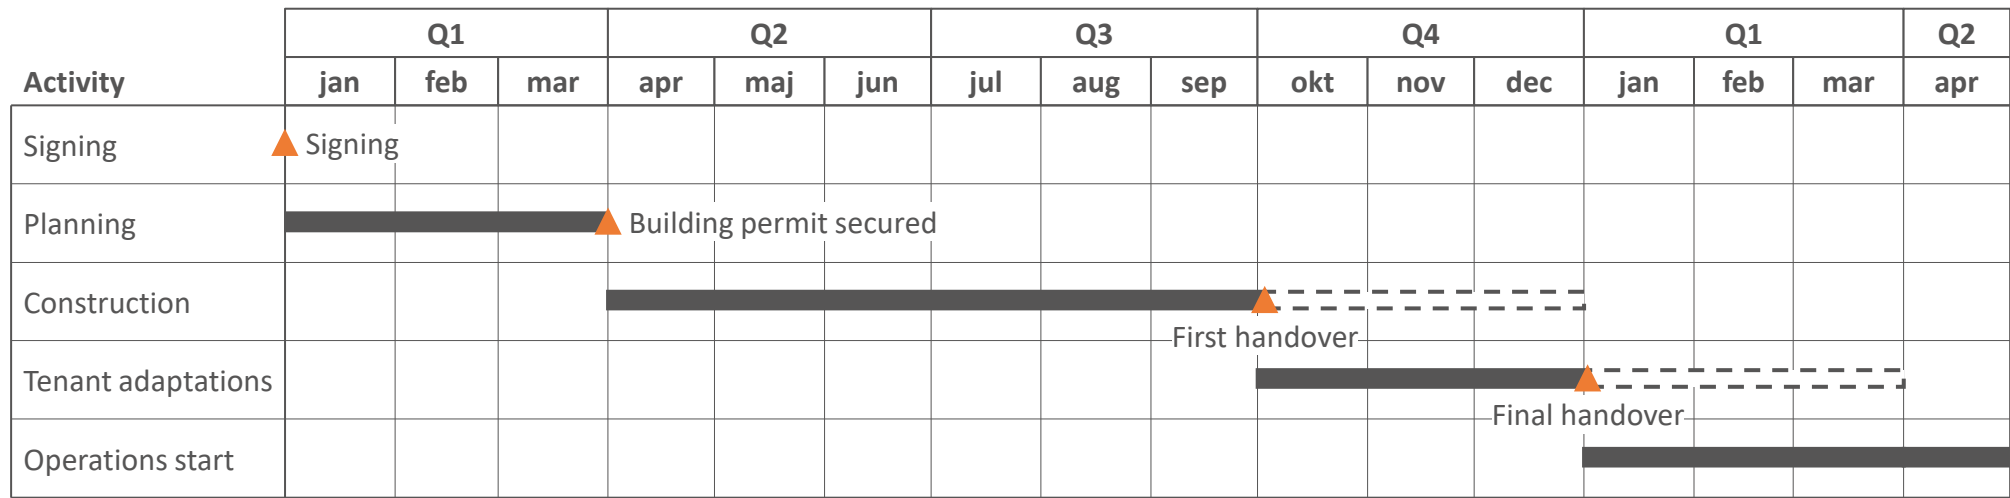 Q1 Q2 Q3 Q4 Q1 Q2
Activity jan feb mar apr maj jun jul aug sep okt nov dec jan feb mar apr
Signing Signing
Planning Building permit secured
Construction
First handover
Tenant adaptations
Final handover
Operations start